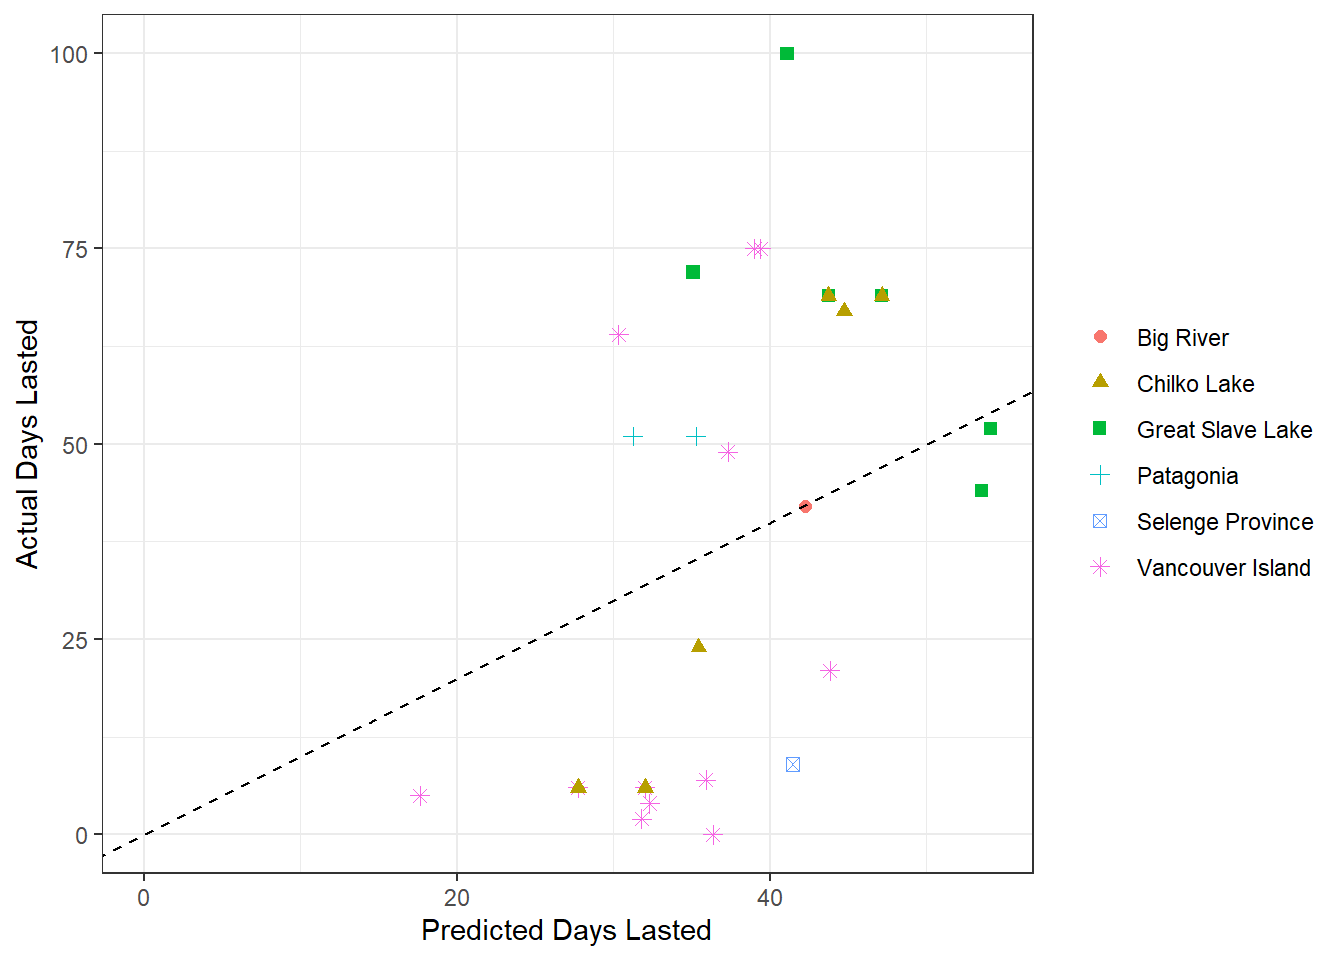 100
75
50
25
0
0
20
40
Actual Days Lasted
Predicted Days Lasted
Big River
Chilko Lake
Great Slave Lake
Patagonia
Selenge Province
Vancouver Island